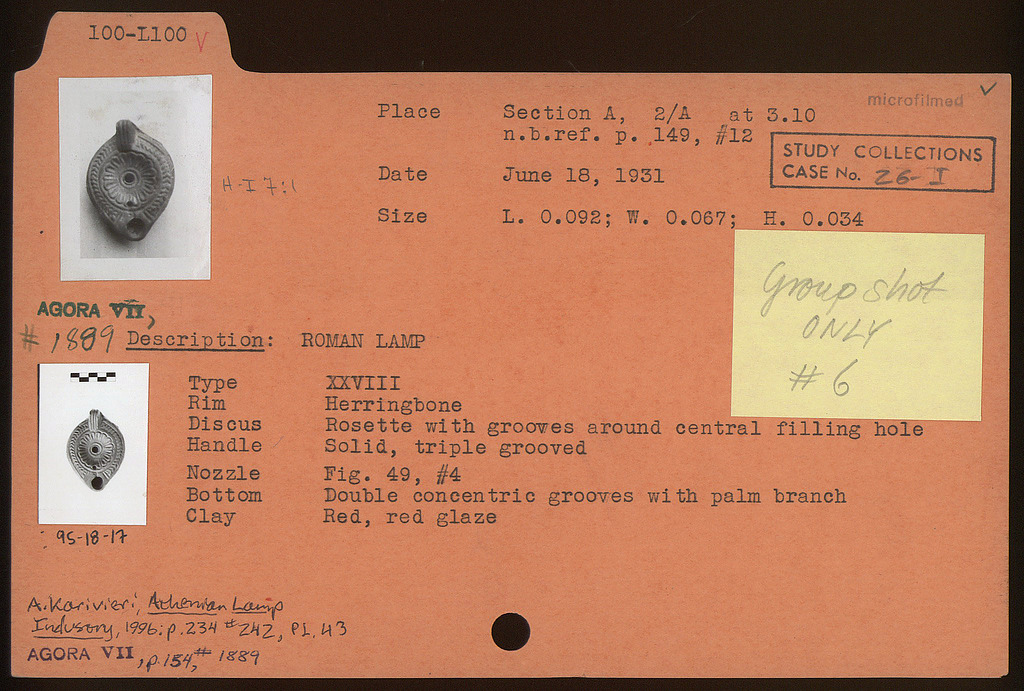 I00-L100 V
microfilmed ✓
Place Section A, 2/A at 3.10
n.b.ref. p. 149, #12
STUDY COLLECTIONS
CASE No. 26-I
Date June 18, 1931
H-I 7:1
Size L. 0.092; W. 0.067; H. 0.034
Group shot
ONLY
#6
AGORA VII,
# 1889 Description: ROMAN LAMP
Type XXVIII
Rim Herringbone
Discus Rosette with grooves around central filling hole
Handle Solid, triple grooved
Nozzle Fig. 49, #4
Bottom Double concentric grooves with palm branch
Clay Red, red glaze
95-18-17
A. Karivieri, Athenian Lamp
Industry, 1996: p. 234 #242, Pl. 43
AGORA VII, p. 154, # 1889